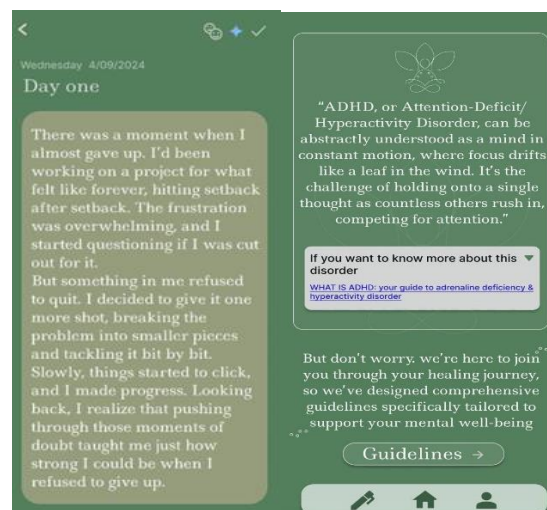 Wednesday 4/09/2024
Day one
There was a moment when I
almost gave up. I'd been
working on a project for what
felt like forever, hitting setback
after setback. The frustration
was overwhelming, and I
started questioning if I was cut
out for it.
But something in me refused
to quit. I decided to give it one
more shot, breaking the
problem into smaller pieces
and tackling it bit by bit.
Slowly, things started to click,
and I made progress. Looking
back, I realize that pushing
through those moments of
doubt taught me just how
strong I could be when I
refused to give up.
“ADHD, or Attention-Deficit/
Hyperactivity Disorder, can be
abstractly understood as a mind in
constant motion, where focus drifts
like a leaf in the wind. It's the
challenge of holding onto a single
thought as countless others rush in,
competing for attention.”
If you want to know more about this
disorder
WHAT IS ADHD: your guide to adrenaline deficiency &
hyperactivity disorder
But don't worry. we're here to join
you through your healing journey,
so we've designed comprehensive
guidelines specifically tailored to
support your mental well-being
Guidelines →